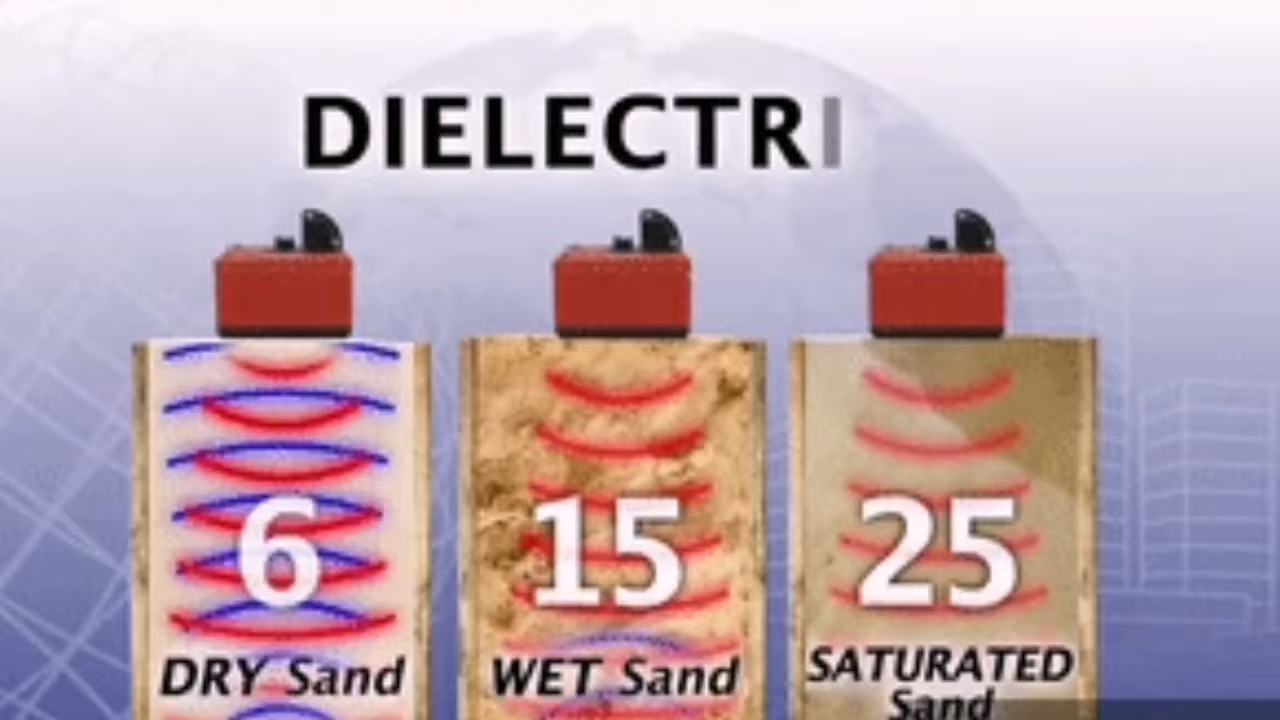 DIELECTRI
6
15
25
DRY Sand
WET Sand
SATURATED
Sand